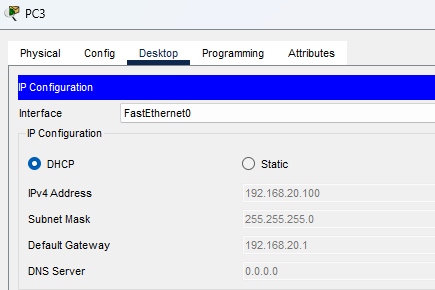 PC3
Physical Config Desktop Programming Attributes
IP Configuration
Interface FastEthernet0
IP Configuration
DHCP Static
IPv4 Address 192.168.20.100
Subnet Mask 255.255.255.0
Default Gateway 192.168.20.1
DNS Server 0.0.0.0